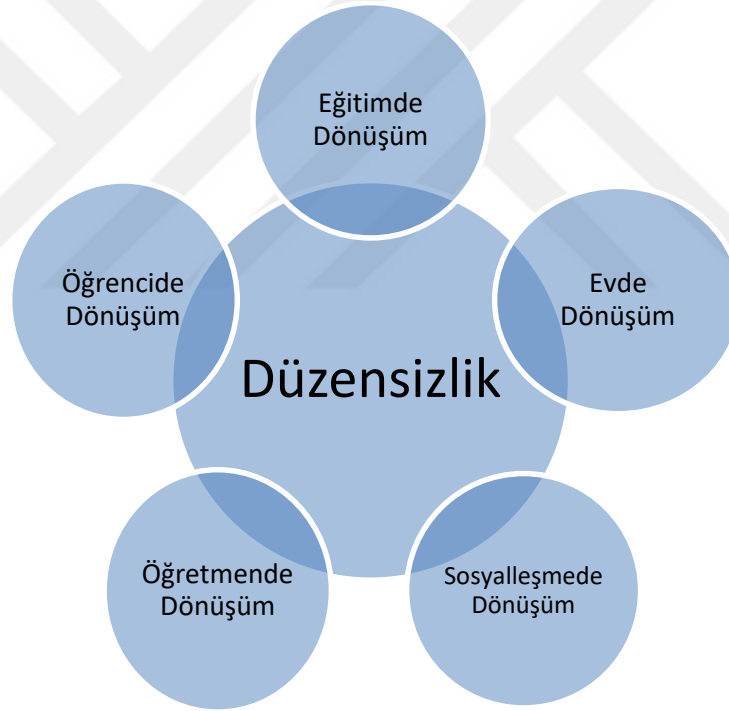 Eğitimde
Dönüşüm
Öğrencide
Dönüşüm
Evde
Dönüşüm
Düzensizlik
Öğretmende
Dönüşüm
Sosyalleşmede
Dönüşüm